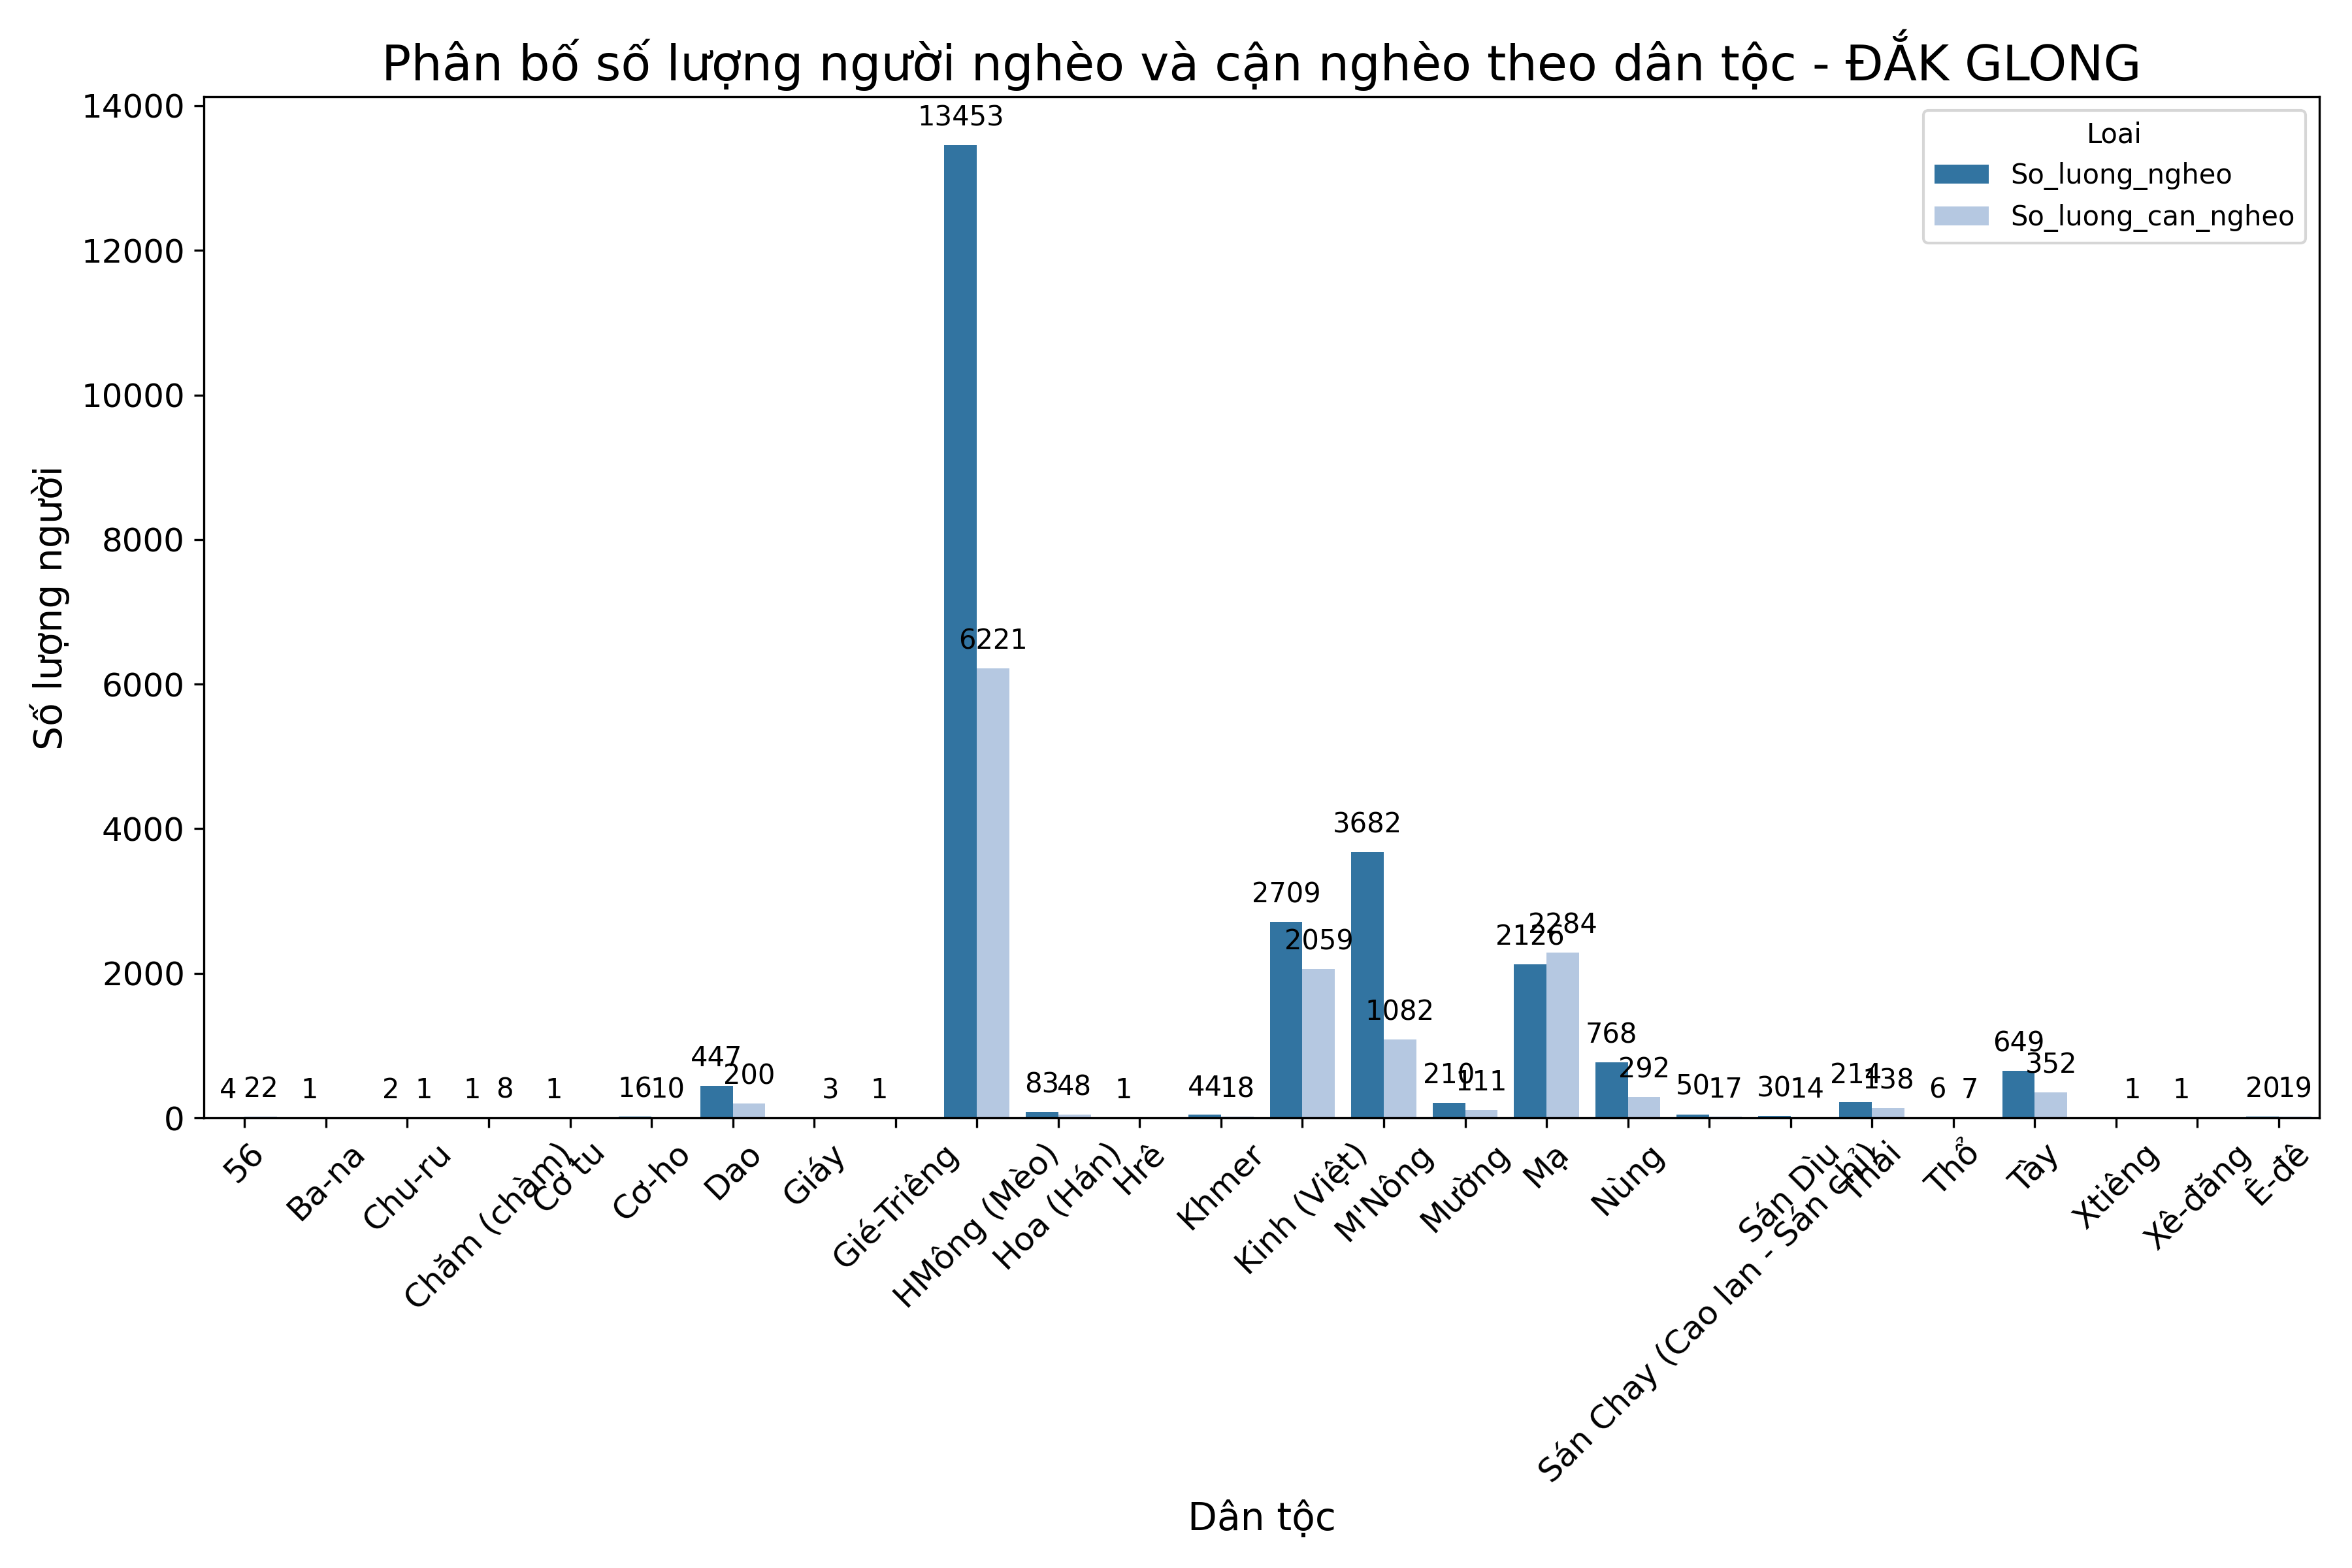 Phân bố số lượng người nghèo và cận nghèo theo dân tộc - ĐẮK GLONG
Loai
So_luong_ngheo
So_luong_can_ngheo
Số lượng người
14000
12000
10000
8000
6000
4000
2000
0
4 22 1 2 1 1 8 1 16 10 447 200 3 1 13453 6221 83 48 1 44 18 2709 2059 3682 1082 210 111 2126 2284 768 292 50 17 30 14 214 138 6 7 649 352 1 1 20 19
56
Ba-na
Chu-ru
Chăm (chàm)
Cơ tu
Cơ-ho
Dao
Giáy
Gié-Triêng
HMông (Mèo)
Hoa (Hán)
Hrê
Khmer
Kinh (Việt)
M'Nông
Mường
Mạ
Nùng
Sán Chay (Cao lan - Sán chỉ)
Sán Dìu
Thái
Thổ
Tày
Xtiêng
Xê-đăng
Ê-đê
Dân tộc